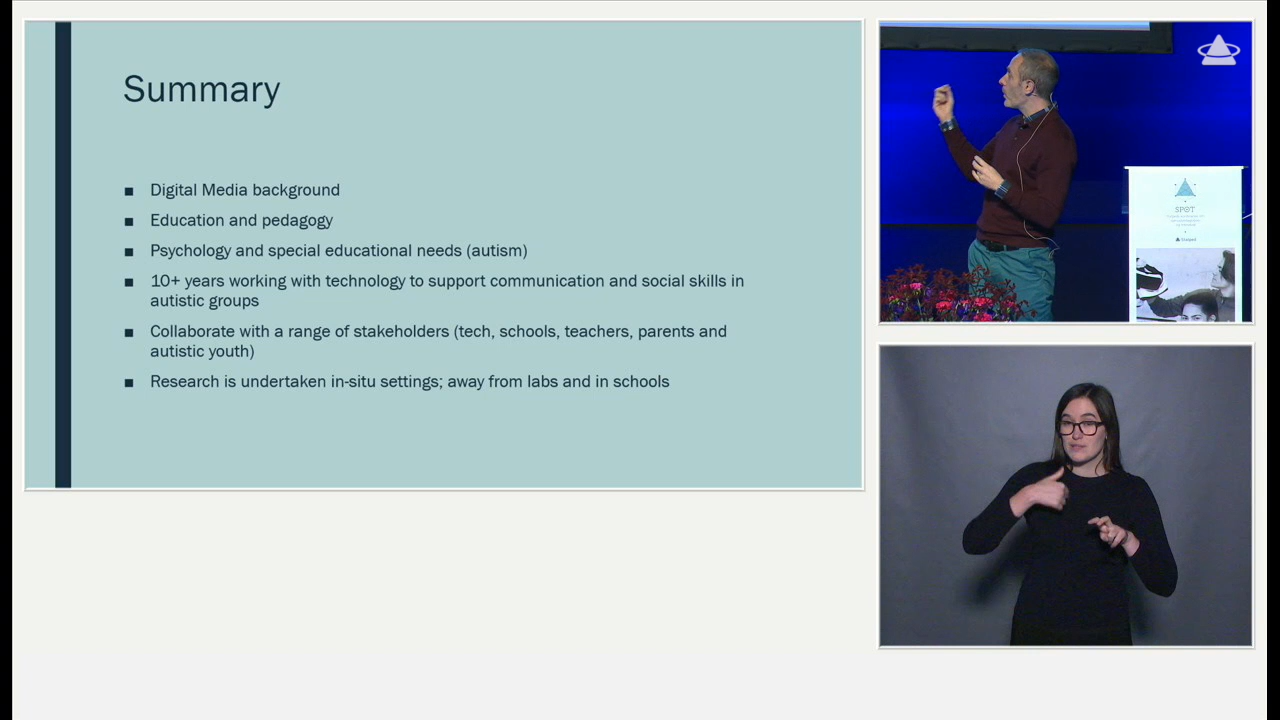 Summary
■ Digital Media background
■ Education and pedagogy
■ Psychology and special educational needs (autism)
■ 10+ years working with technology to support communication and social skills in
autistic groups
■ Collaborate with a range of stakeholders (tech, schools, teachers, parents and
autistic youth)
■ Research is undertaken in-situ settings; away from labs and in schools
SPOT